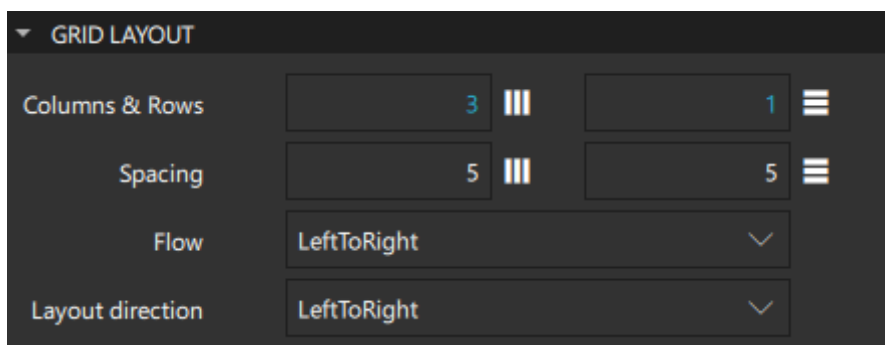 GRID LAYOUT
Columns & Rows 3 1
Spacing 5 5
Flow LeftToRight
Layout direction LeftToRight